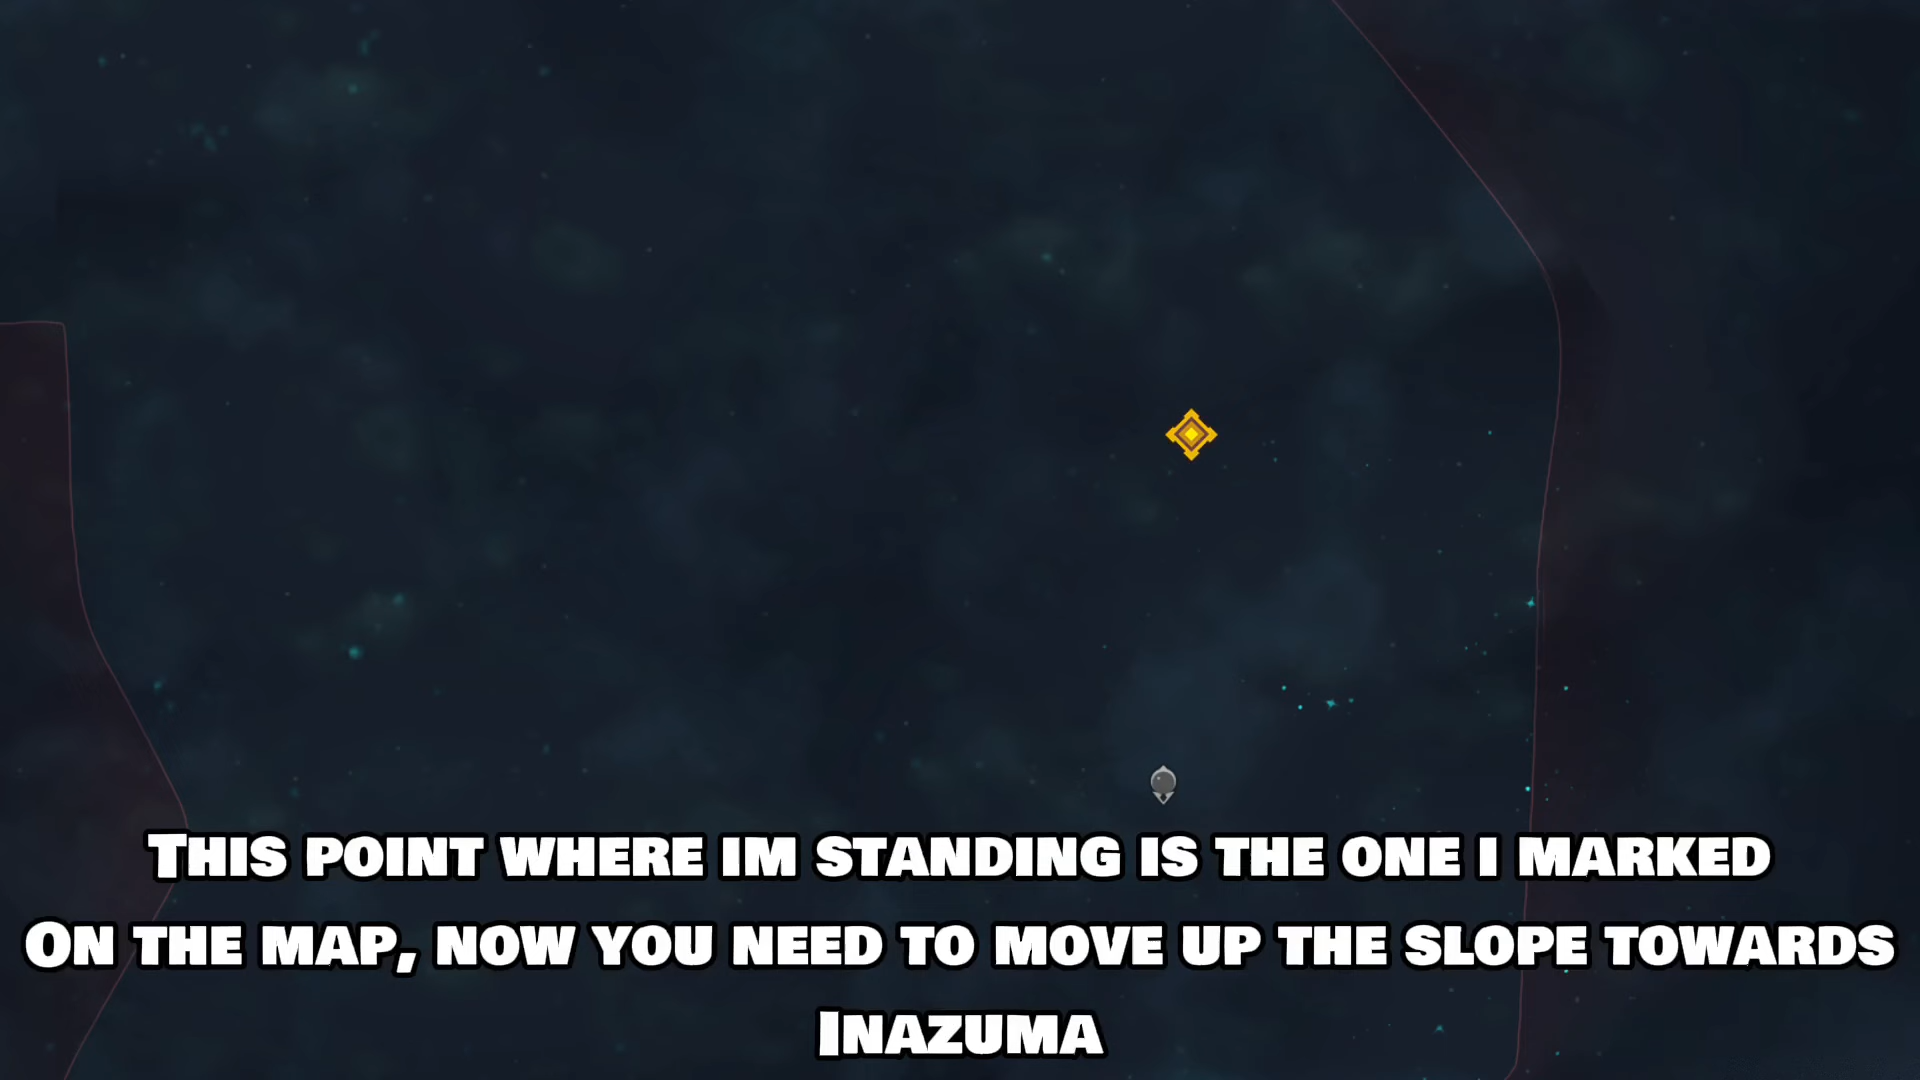 This point where im standing is the one i marked
On the map, now you need to move up the slope towards
Inazuma